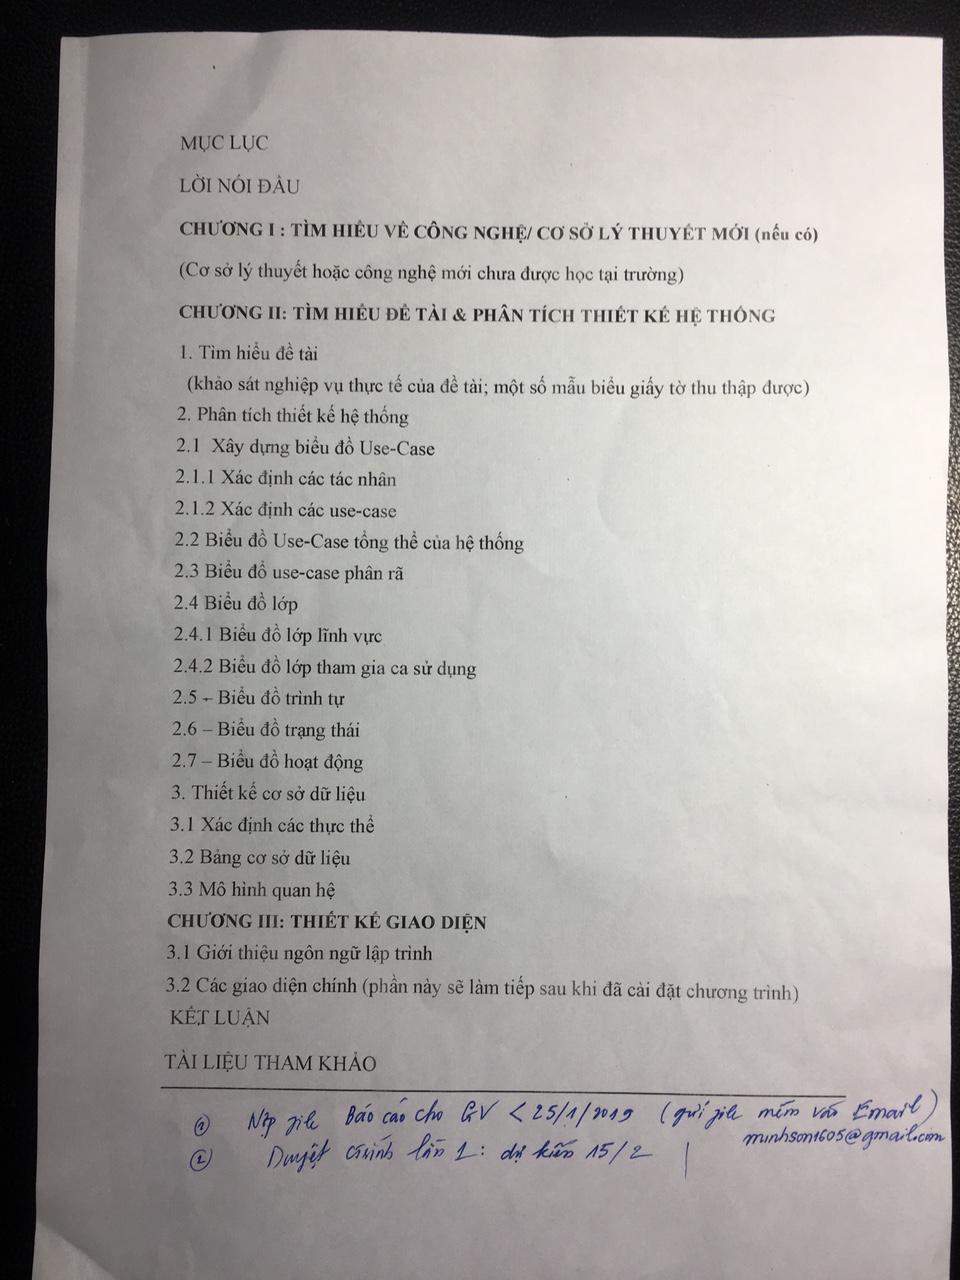 MỤC LỤC
LỜI NÓI ĐẦU
CHƯƠNG I : TÌM HIỂU VỀ CÔNG NGHỆ/ CƠ SỞ LÝ THUYẾT MỚI (nếu có)
(Cơ sở lý thuyết hoặc công nghệ mới chưa được học tại trường)
CHƯƠNG II: TÌM HIỂU ĐỀ TÀI & PHÂN TÍCH THIẾT KẾ HỆ THỐNG
1. Tìm hiểu đề tài
(khảo sát nghiệp vụ thực tế của đề tài; một số mẫu biểu giấy tờ thu thập được)
2. Phân tích thiết kế hệ thống
2.1 Xây dựng biểu đồ Use-Case
2.1.1 Xác định các tác nhân
2.1.2 Xác định các use-case
2.2 Biểu đồ Use-Case tổng thể của hệ thống
2.3 Biểu đồ use-case phân rã
2.4 Biểu đồ lớp
2.4.1 Biểu đồ lớp lĩnh vực
2.4.2 Biểu đồ lớp tham gia ca sử dụng
2.5 – Biểu đồ trình tự
2.6 – Biểu đồ trạng thái
2.7 – Biểu đồ hoạt động
3. Thiết kế cơ sở dữ liệu
3.1 Xác định các thực thể
3.2 Bảng cơ sở dữ liệu
3.3 Mô hình quan hệ
CHƯƠNG III: THIẾT KẾ GIAO DIỆN
3.1 Giới thiệu ngôn ngữ lập trình
3.2 Các giao diện chính (phần này sẽ làm tiếp sau khi đã cài đặt chương trình)
KẾT LUẬN
TÀI LIỆU THAM KHẢO
① Nộp file Báo cáo cho GV < 25/1/2019 (gửi file mềm vào Email)
minhson1605@gmail.com
② Duyệt lần 1: dự kiến 15/2